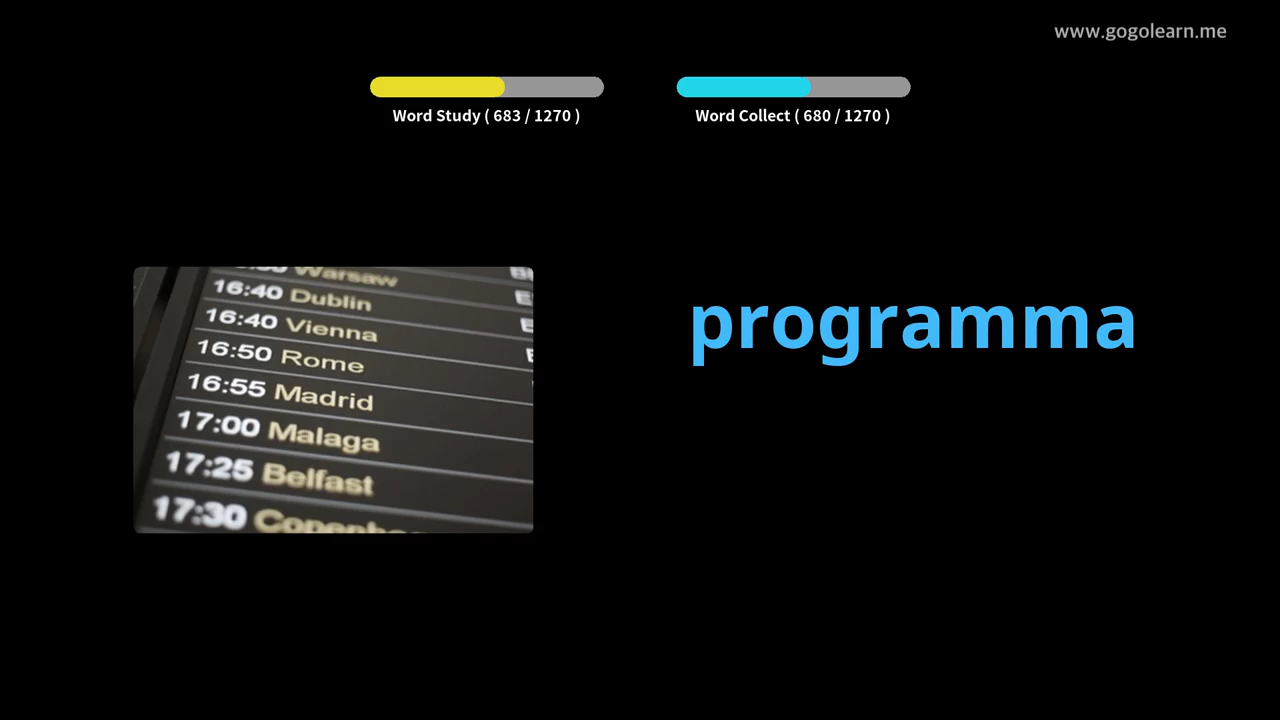 www.gogolearn.me
Word Study ( 683 / 1270 )
Word Collect ( 680 / 1270 )
programma
Warsaw
16:40 Dublin
16:40 Vienna
16:50 Rome
16:55 Madrid
17:00 Malaga
17:25 Belfast
17:30